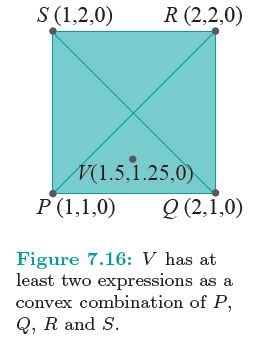 S (1,2,0) R (2,2,0)
V(1.5,1.25,0)
P (1,1,0) Q (2,1,0)
Figure 7.16: V has at
least two expressions as a
convex combination of P,
Q, R and S.